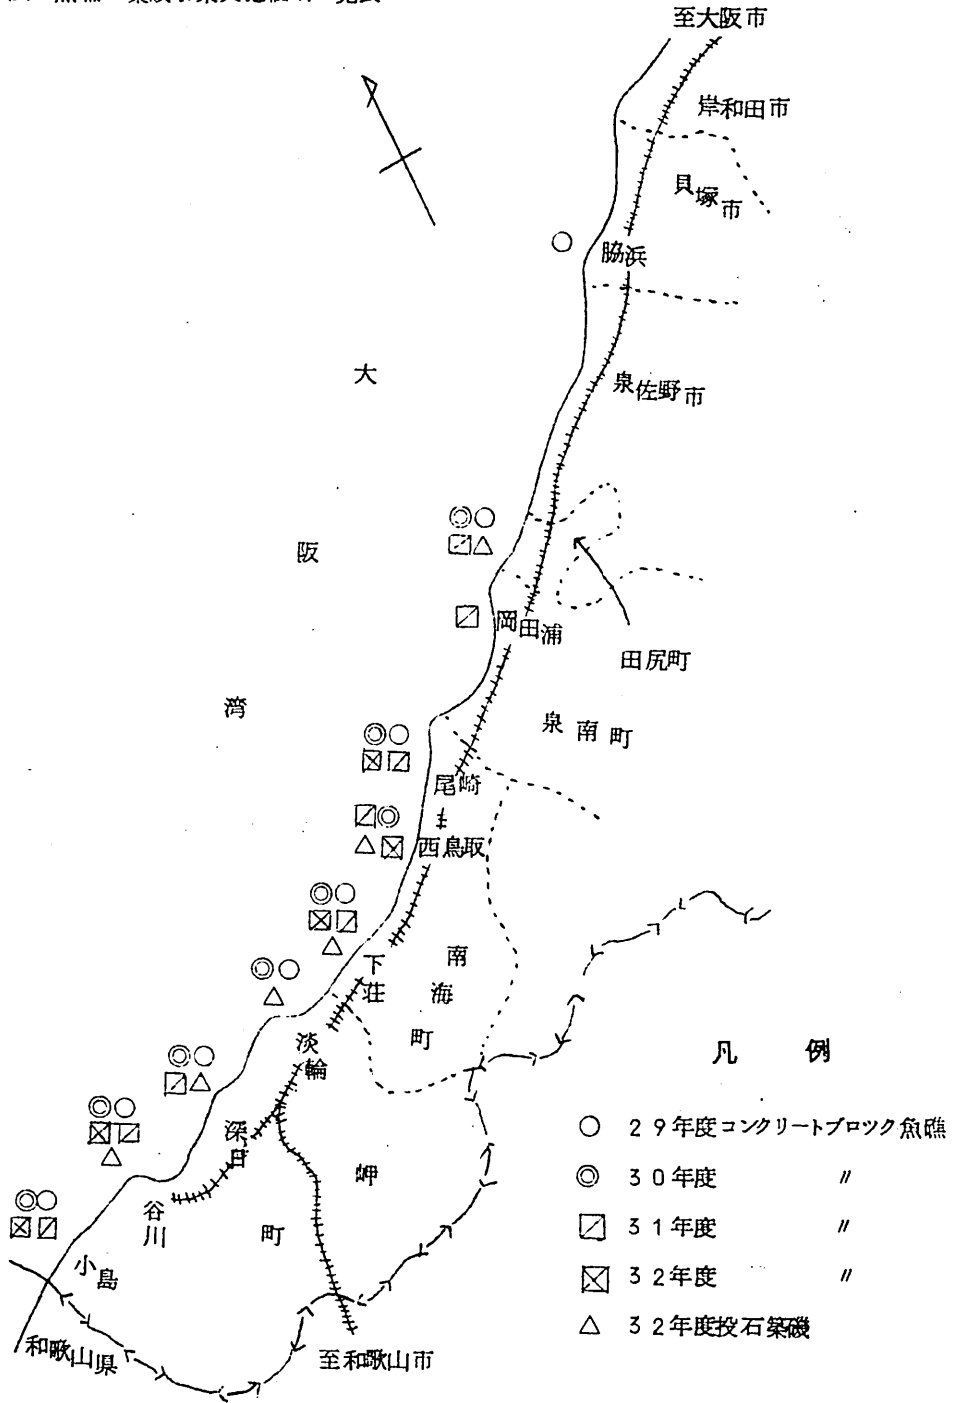 至大阪市
岸和田市
貝塚市
脇浜
大阪湾
泉佐野市
岡田浦
田尻町
泉南町
尾崎
西鳥取
下荘
南海町
淡輪
深日
岬町
谷川
小島
和歌山県
至和歌山市
凡例
○ 29年度コンクリートブロック魚礁
◎ 30年度 〃
31年度 〃
32年度 〃
△ 32年度投石築磯